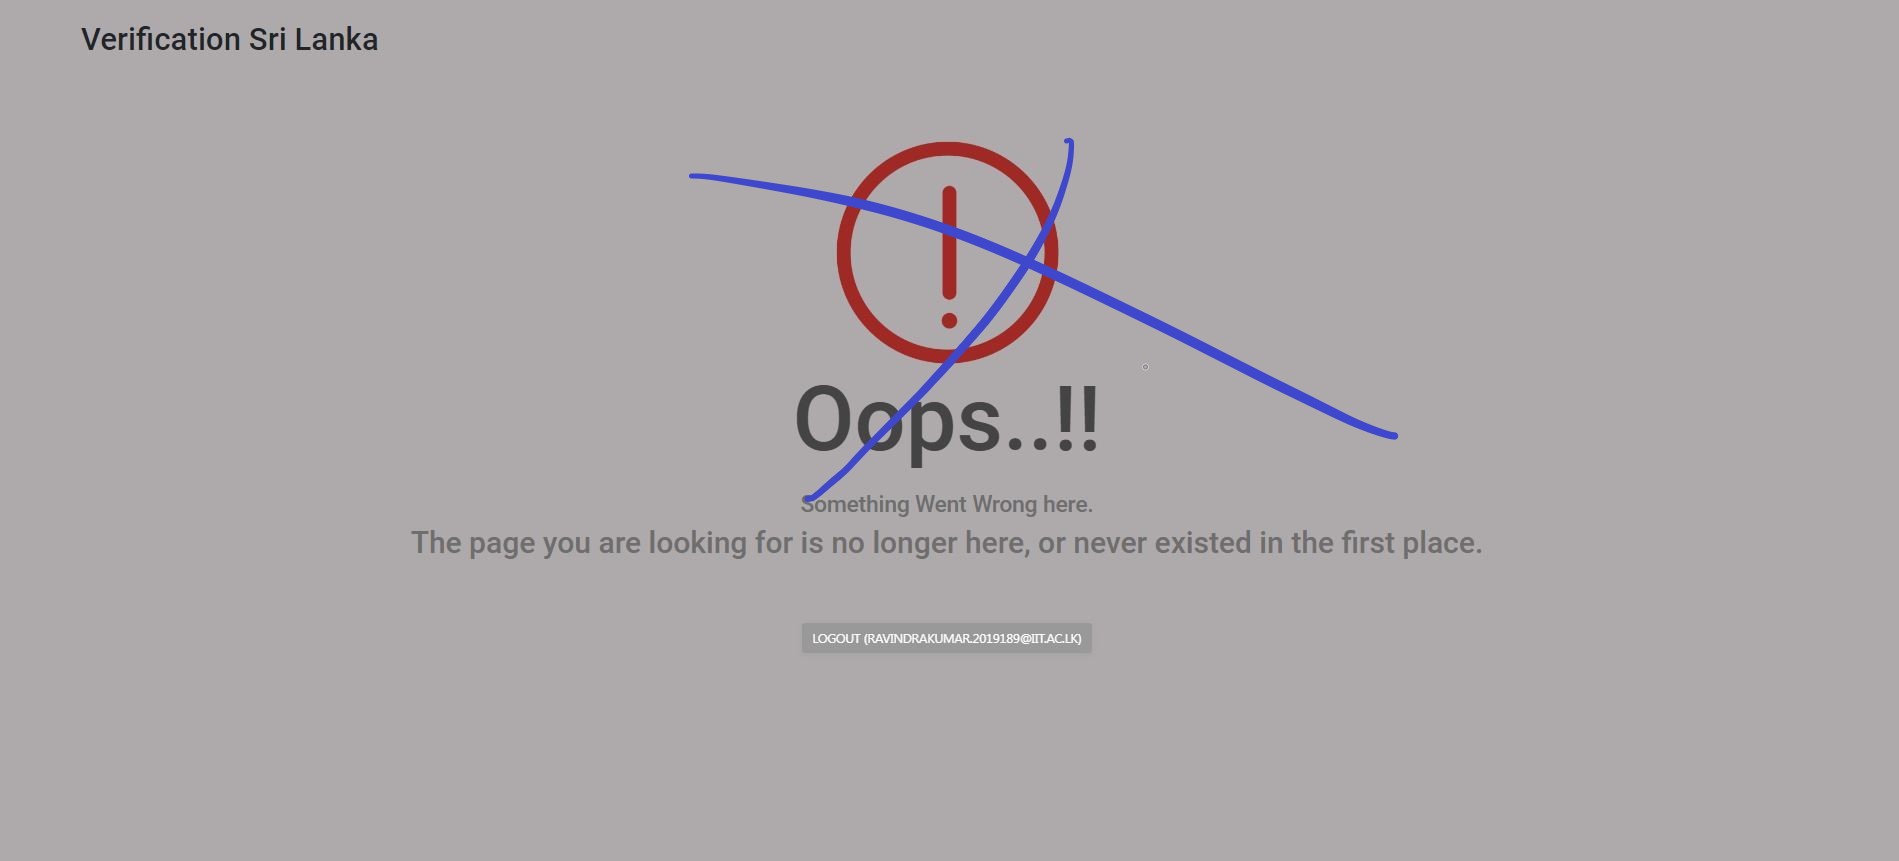 Verification Sri Lanka
Oops..!!
Something Went Wrong here.
The page you are looking for is no longer here, or never existed in the first place.
LOGOUT (RAVINDRAKUMAR.2019189@IIT.AC.LK)